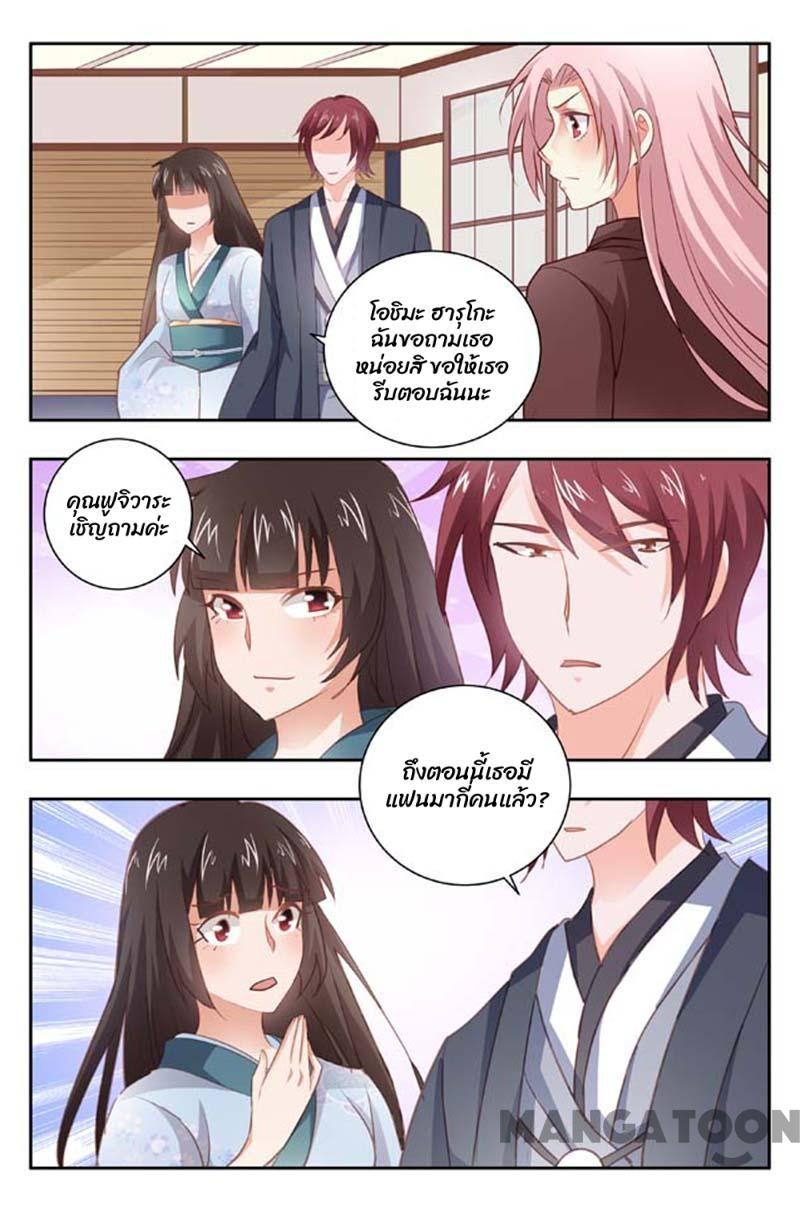 โอชิมะ ฮารุโกะ
ฉันขอถามเธอ
หน่อยสิ ขอให้เธอ
รีบตอบฉันนะ
คุณฟูจิวาระ
เชิญถามค่ะ
ถึงตอนนี้เธอมี
แฟนมากี่คนแล้ว?
MANGATOON